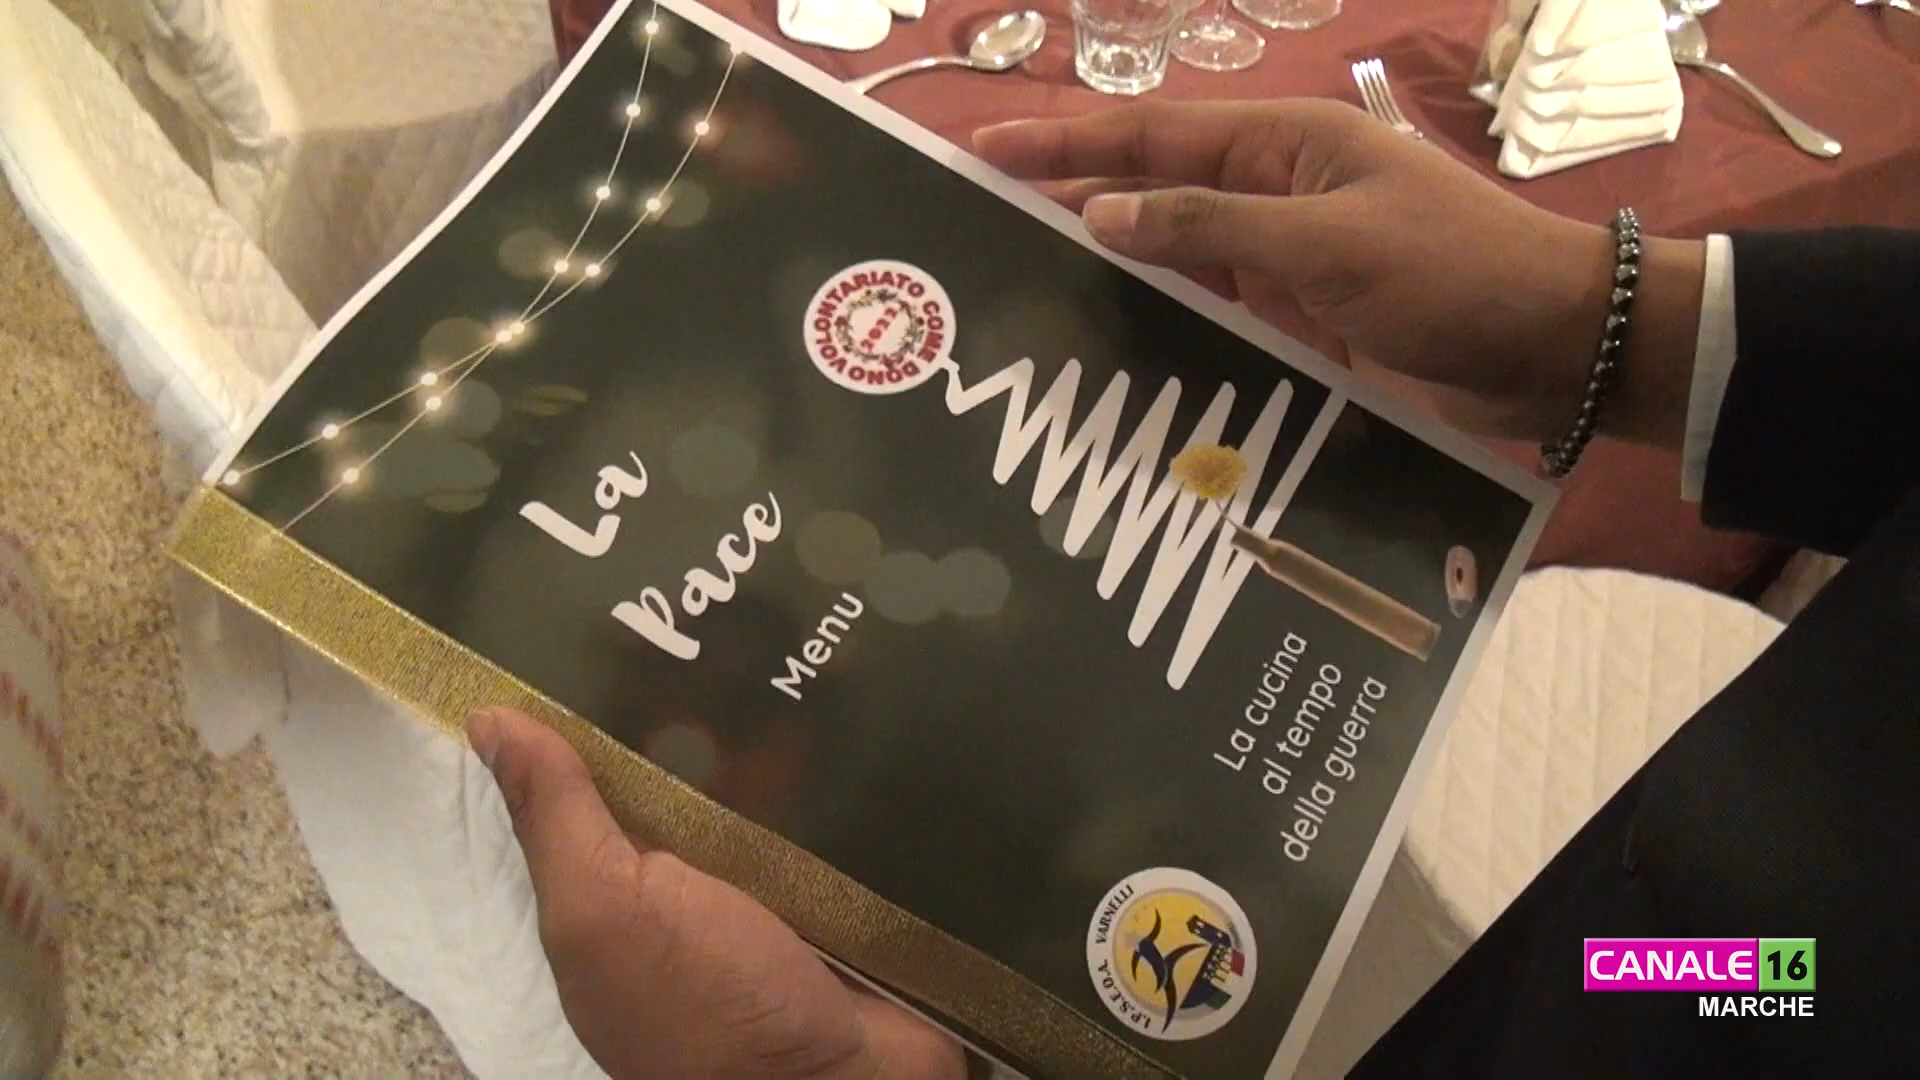 VOLONTARIATO COME DONO
2022
La
Pace
Menu
La cucina
al tempo
della guerra
I.P.S.E.O.A. VARNELLI
CANALE 16
MARCHE